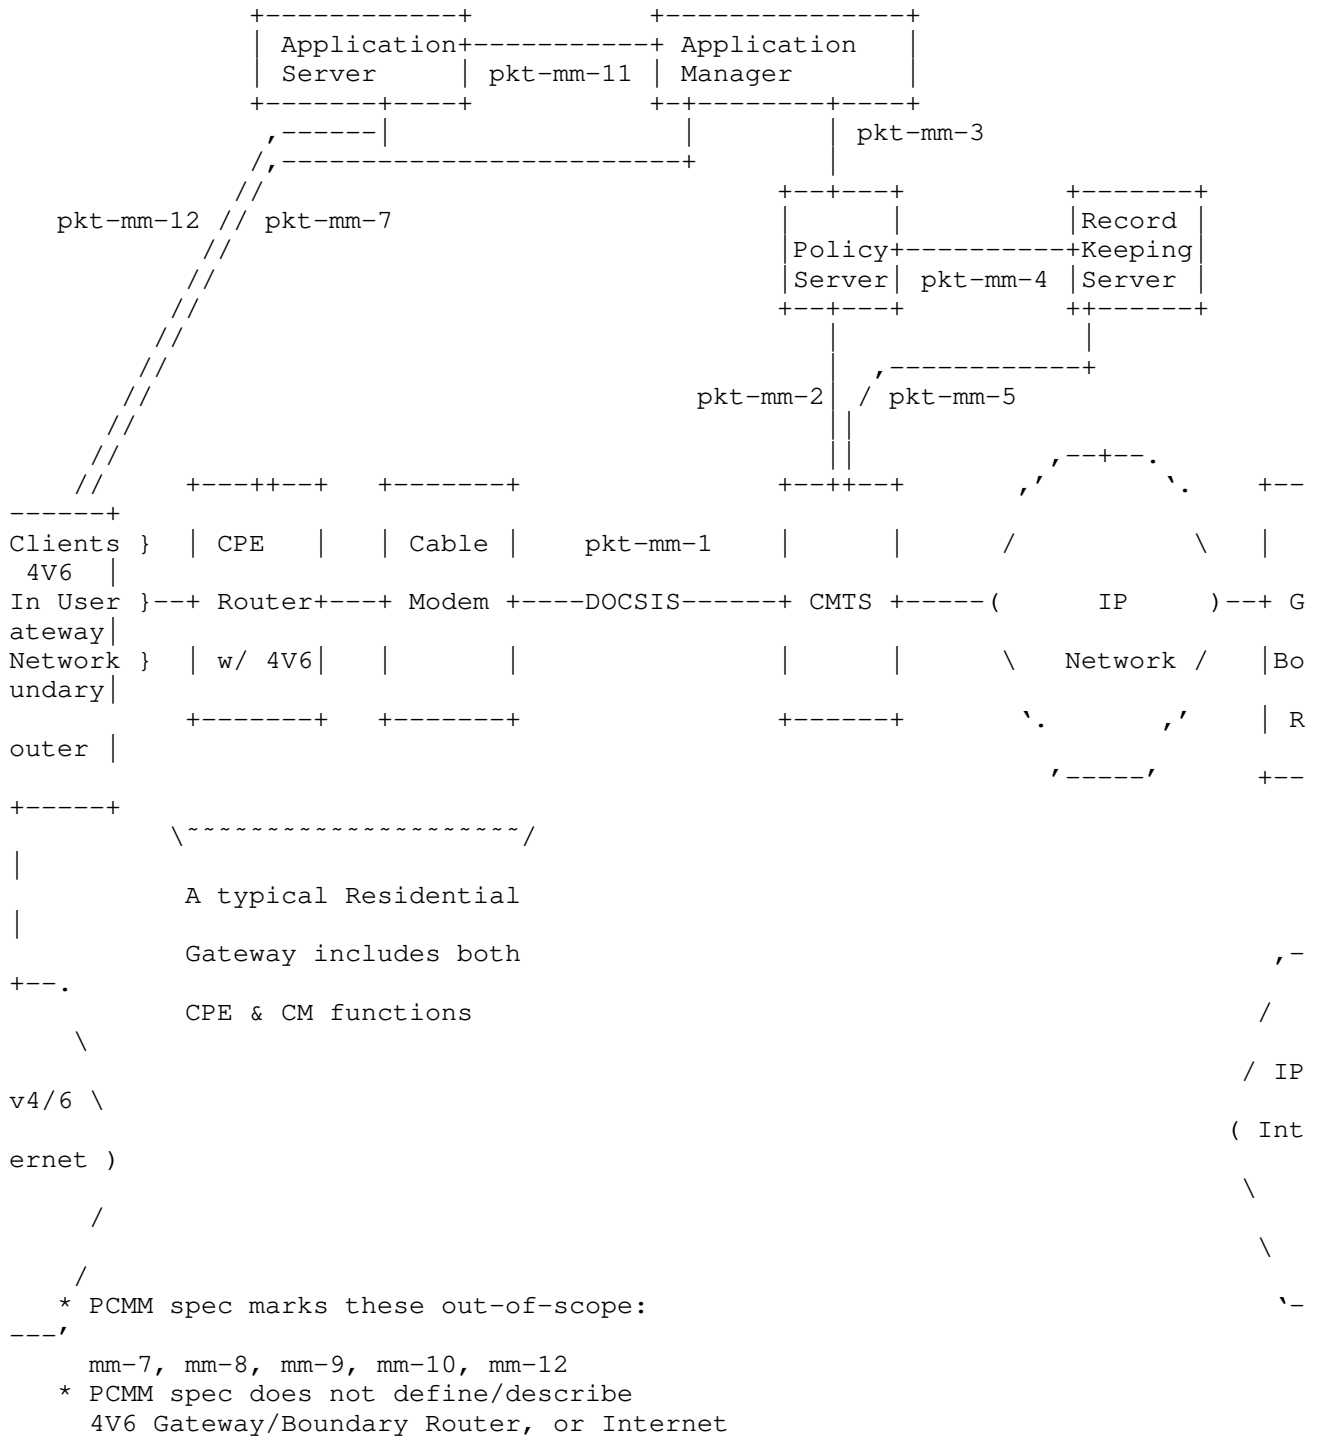 Application Application
Server pkt-mm-11 Manager
pkt-mm-3
pkt-mm-12 pkt-mm-7 Record
Policy Keeping
Server pkt-mm-4 Server
pkt-mm-2 pkt-mm-5
Clients } CPE Cable pkt-mm-1
4V6
In User } Router Modem DOCSIS CMTS ( IP ) G
ateway
Network } w/ 4V6 Network Bo
undary
R
outer
A typical Residential
Gateway includes both
CPE & CM functions
IP
v4/6
( Int
ernet )
* PCMM spec marks these out-of-scope:
mm-7, mm-8, mm-9, mm-10, mm-12
* PCMM spec does not define/describe
4V6 Gateway/Boundary Router, or Internet